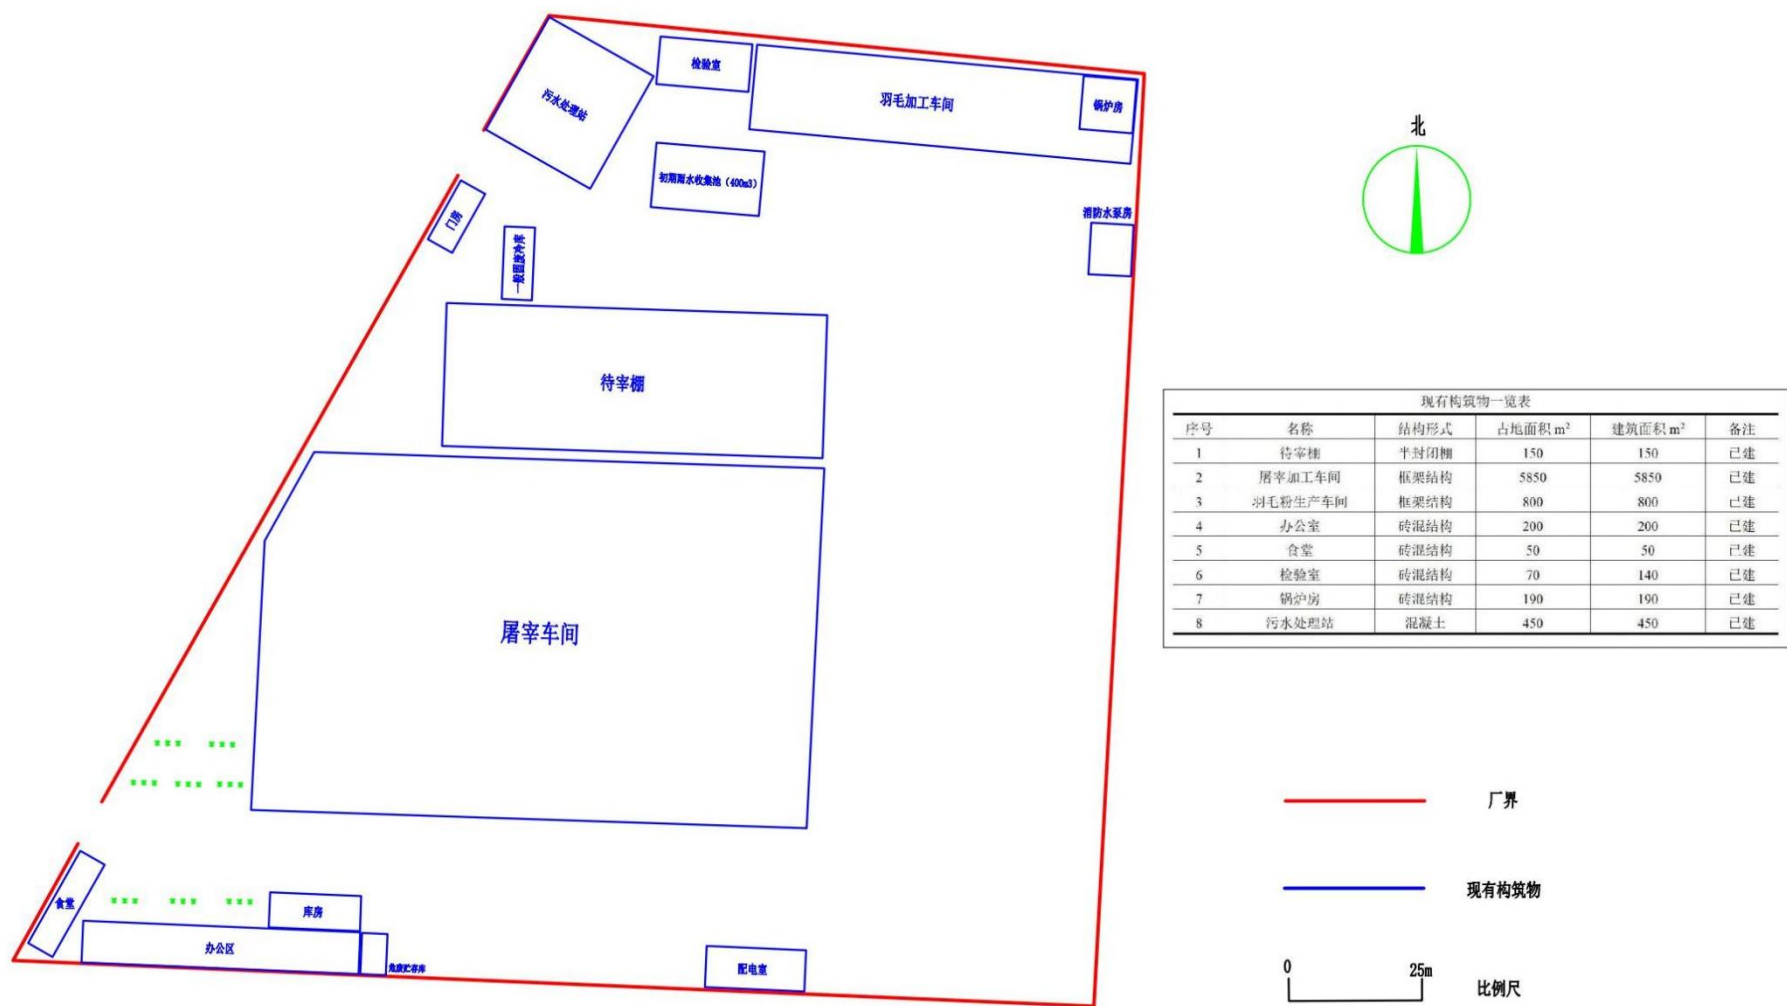 检验室
羽毛加工车间
锅炉房
污水处理站
初期雨水收集池（400m3）
门房
一般固废冷库
消防水泵房
待宰棚
屠宰车间
食堂
库房
办公区
危废贮存库
配电室
北
现有构筑物一览表
序号 名称 结构形式 占地面积 m² 建筑面积 m² 备注
1 待宰棚 半封闭棚 150 150 已建
2 屠宰加工车间 框架结构 5850 5850 已建
3 羽毛粉生产车间 框架结构 800 800 已建
4 办公室 砖混结构 200 200 已建
5 食堂 砖混结构 50 50 已建
6 检验室 砖混结构 70 140 已建
7 锅炉房 砖混结构 190 190 已建
8 污水处理站 混凝土 450 450 已建
厂界
现有构筑物
0 25m
比例尺